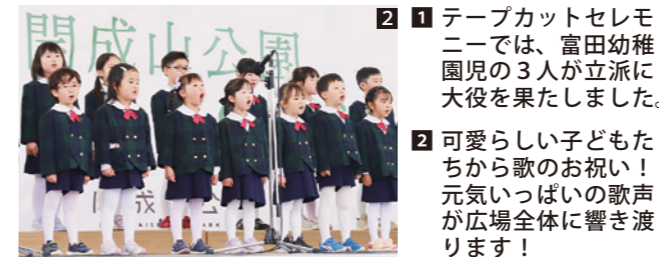 開成山公園
2
1 テープカットセレモ
ニーでは、富田幼稚
園児の3人が立派に
大役を果たしました。
2 可愛らしい子どもた
ちから歌のお祝い！
元気いっぱいの歌声
が広場全体に響き渡
ります！